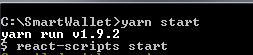 C:\SmartWallet>yarn start
yarn run v1.9.2
$ react-scripts start